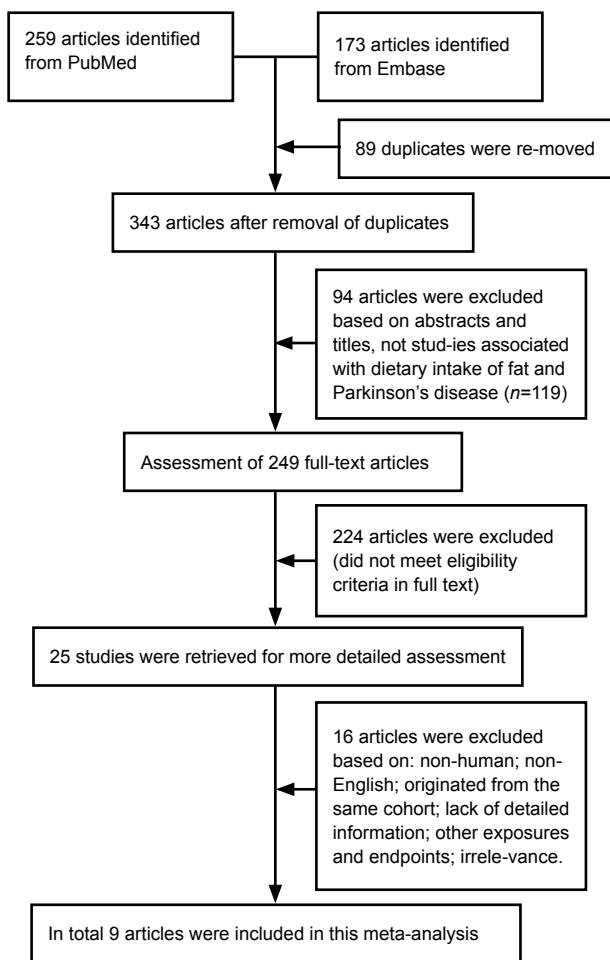 259 articles identified
from PubMed
173 articles identified
from Embase
89 duplicates were re-moved
343 articles after removal of duplicates
94 articles were excluded
based on abstracts and
titles, not stud-ies associated
with dietary intake of fat and
Parkinson's disease (n=119)
Assessment of 249 full-text articles
224 articles were excluded
(did not meet eligibility
criteria in full text)
25 studies were retrieved for more detailed assessment
16 articles were excluded
based on: non-human; non-
English; originated from the
same cohort; lack of detailed
information; other exposures
and endpoints; irrele-vance.
In total 9 articles were included in this meta-analysis